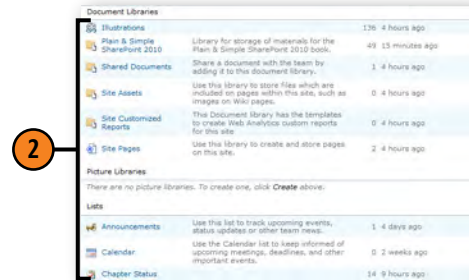 Document Libraries
Illustrations 136 4 hours ago
Plain & Simple Library for storage of materials for the 49 15 minutes ago
SharePoint 2010 Plain & Simple SharePoint 2010 book.
Shared Documents Share a document with the team by 1 4 hours ago
adding it to this document library.
Use this library to store files which are
Site Assets included on pages within this site, such as 0 4 hours ago
images on Wiki pages.
Site Customized This Document library has the templates
Reports to create Web Analytics custom reports 0 4 hours ago
for this site
2
Site Pages Use this library to create and store pages 2 4 hours ago
on this site.
Picture Libraries
There are no picture libraries. To create one, click Create above.
Lists
Announcements Use this list to track upcoming events, 1 4 days ago
status updates or other team news.
Use the Calendar list to keep informed of
Calendar upcoming meetings, deadlines, and other 0 2 weeks ago
important events.
Chapter Status 14 9 hours ago